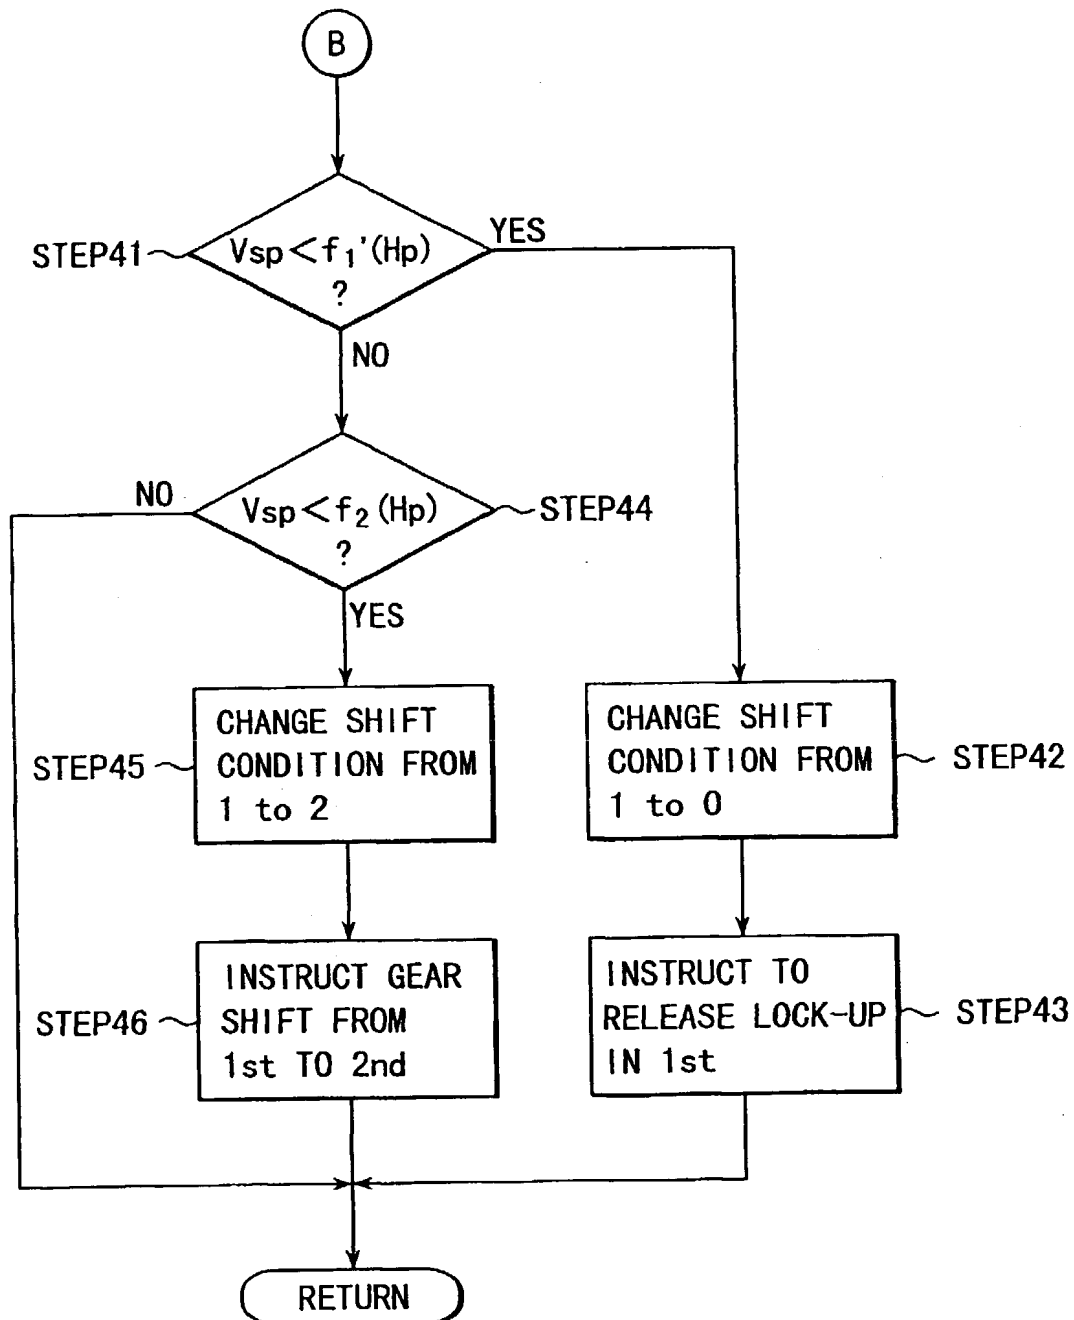 B
STEP41
Vsp<f₁'(Hp)
?
YES
NO
NO
Vsp<f₂(Hp)
?
STEP44
YES
STEP45
CHANGE SHIFT
CONDITION FROM
1 to 2
CHANGE SHIFT
CONDITION FROM
1 to 0
STEP42
STEP46
INSTRUCT GEAR
SHIFT FROM
1st TO 2nd
INSTRUCT TO
RELEASE LOCK-UP
IN 1st
STEP43
RETURN